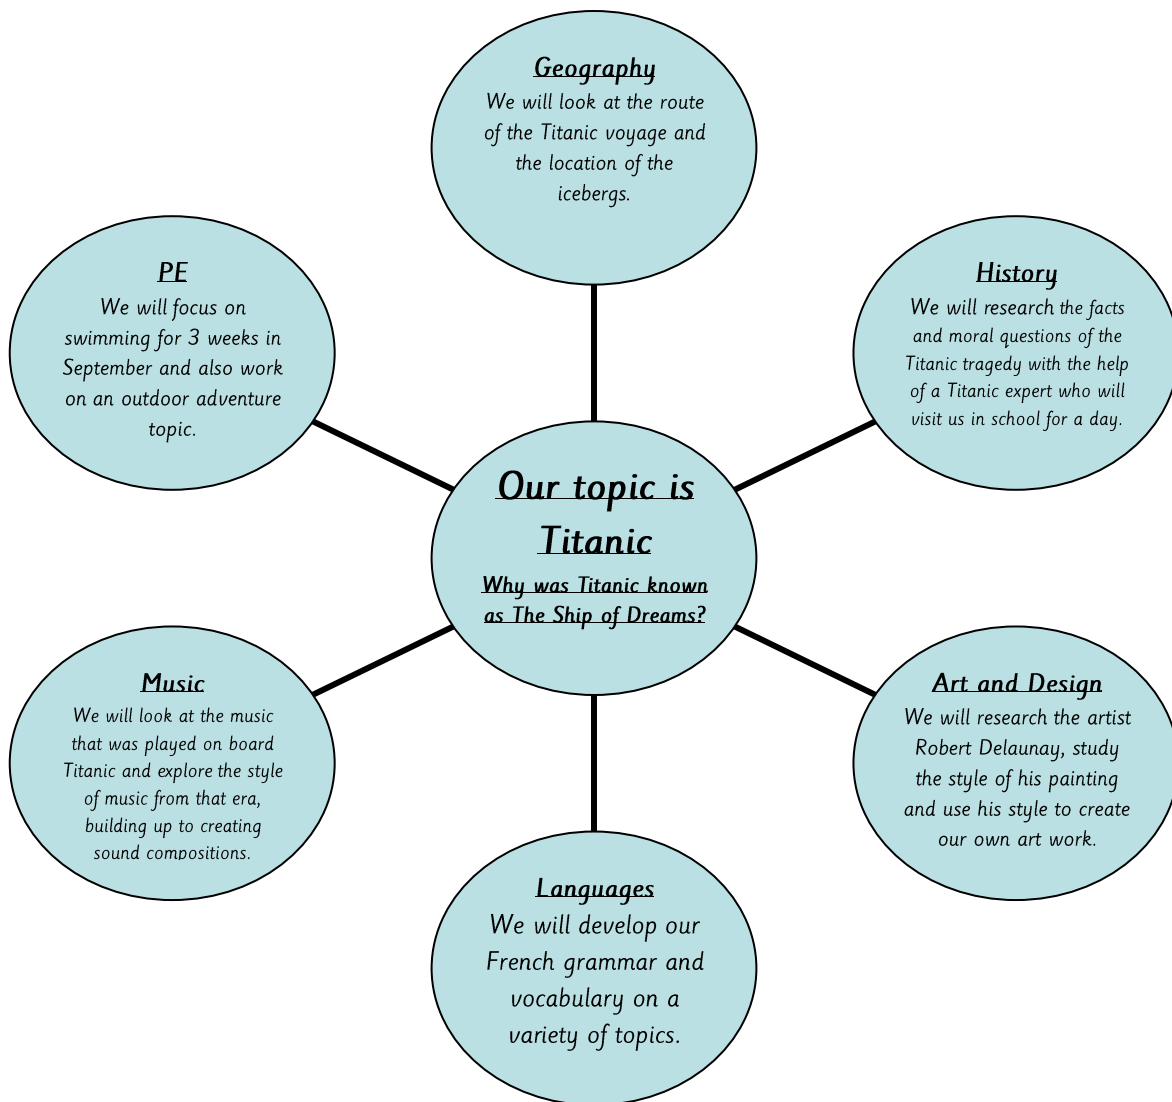 Geography
We will look at the route
of the Titanic voyage and
the location of the
icebergs.
PE
We will focus on
swimming for 3 weeks in
September and also work
on an outdoor adventure
topic.
History
We will research the facts
and moral questions of the
Titanic tragedy with the help
of a Titanic expert who will
visit us in school for a day.
Our topic is
Titanic
Why was Titanic known
as The Ship of Dreams?
Music
We will look at the music
that was played on board
Titanic and explore the style
of music from that era,
building up to creating
sound compositions.
Art and Design
We will research the artist
Robert Delaunay, study
the style of his painting
and use his style to create
our own art work.
Languages
We will develop our
French grammar and
vocabulary on a
variety of topics.